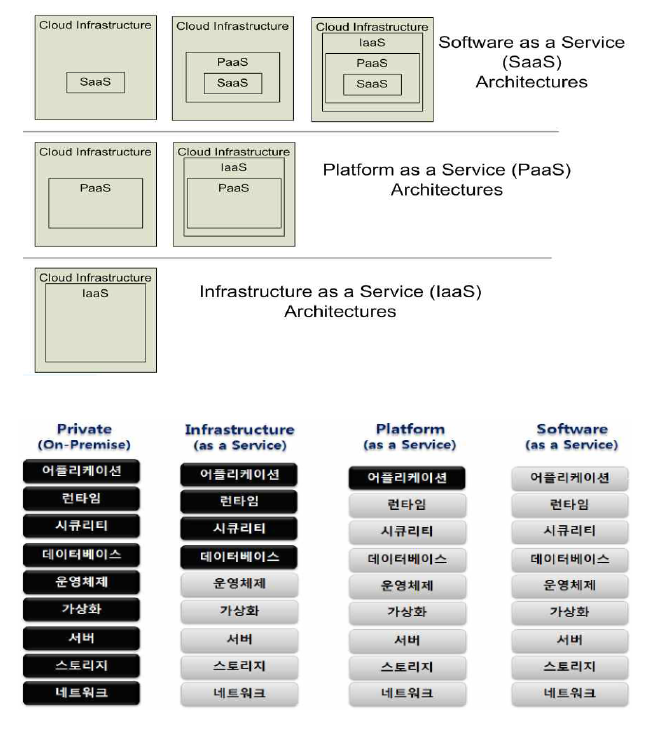 Cloud Infrastructure
SaaS
Cloud Infrastructure
PaaS
SaaS
Cloud Infrastructure
IaaS
PaaS
SaaS
Software as a Service
(SaaS)
Architectures
Cloud Infrastructure
PaaS
Cloud Infrastructure
IaaS
PaaS
Platform as a Service (PaaS)
Architectures
Cloud Infrastructure
IaaS
Infrastructure as a Service (IaaS)
Architectures
Private
(On-Premise)
어플리케이션
런타임
시큐리티
데이터베이스
운영체제
가상화
서버
스토리지
네트워크
Infrastructure
(as a Service)
어플리케이션
런타임
시큐리티
데이터베이스
운영체제
가상화
서버
스토리지
네트워크
Platform
(as a Service)
어플리케이션
런타임
시큐리티
데이터베이스
운영체제
가상화
서버
스토리지
네트워크
Software
(as a Service)
어플리케이션
런타임
시큐리티
데이터베이스
운영체제
가상화
서버
스토리지
네트워크